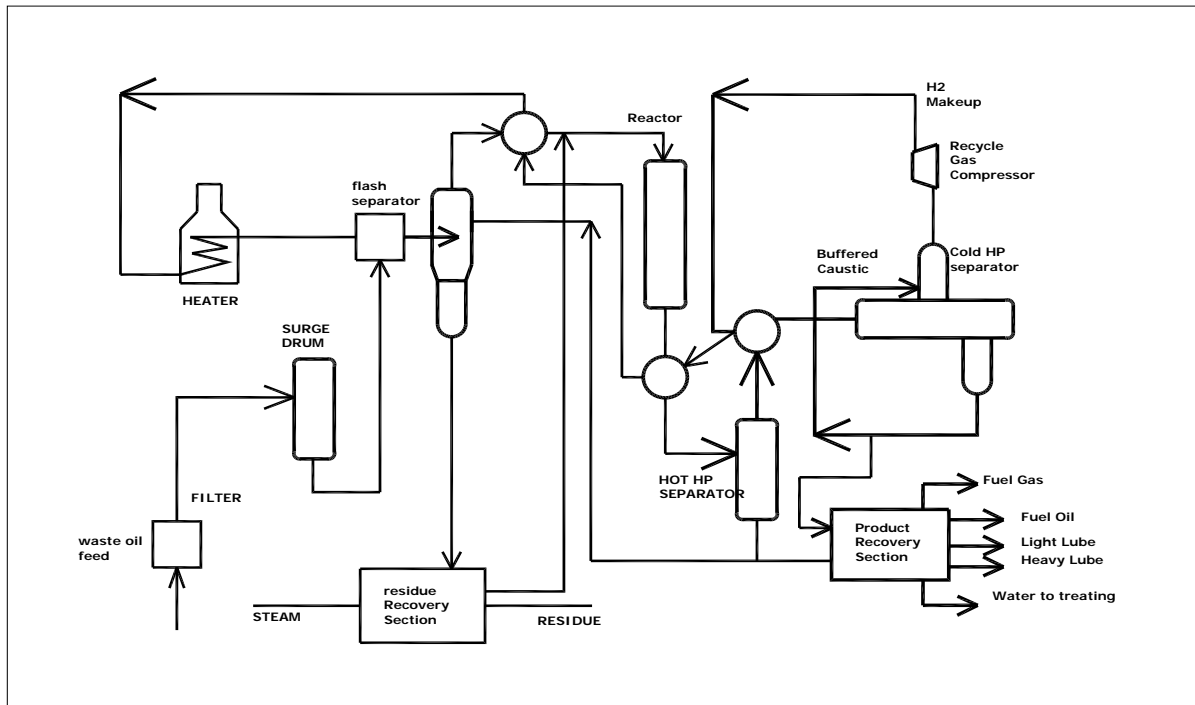 H2
Makeup
Reactor
Recycle
Gas
Compressor
flash
separator
Buffered
Caustic
Cold HP
separator
HEATER
SURGE
DRUM
HOT HP
SEPARATOR
FILTER
waste oil
feed
Fuel Gas
Fuel Oil
Light Lube
Heavy Lube
Product
Recovery
Section
Water to treating
residue
Recovery
Section
STEAM
RESIDUE